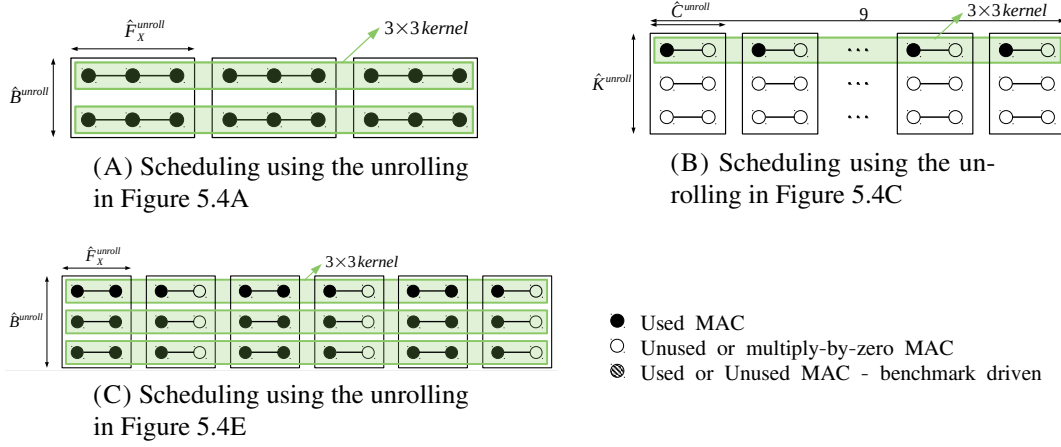 F̂_X^unroll
3×3 kernel
B̂^unroll
(A) Scheduling using the unrolling
in Figure 5.4A
Ĉ^unroll
9
3×3 kernel
K̂^unroll
...
...
...
(B) Scheduling using the un-
rolling in Figure 5.4C
F̂_X^unroll
3×3 kernel
B̂^unroll
(C) Scheduling using the unrolling
in Figure 5.4E
Used MAC
Unused or multiply-by-zero MAC
Used or Unused MAC - benchmark driven